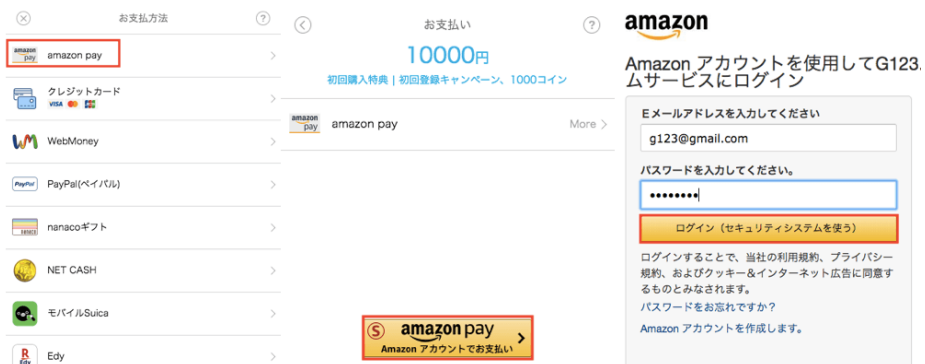 お支払方法
?
amazon pay
amazon pay
クレジットカード
VISA JCB
WebMoney
PayPal PayPal(ペイパル)
nanaco nanacoギフト
NET CASH
モバイルSuica
R Edy Edy
お支払い
?
10000円
初回購入特典 | 初回登録キャンペーン、1000コイン
amazon pay
amazon pay More
S amazon pay
Amazon アカウントでお支払い
amazon
Amazon アカウントを使用してG123.
ムサービスにログイン
Eメールアドレスを入力してください
g123@gmail.com
パスワードを入力してください。
ログイン（セキュリティシステムを使う）
ログインすることで、当社の利用規約、プライバシー
規約、およびクッキー＆インターネット広告に同意す
るものとみなされます。
パスワードをお忘れですか？
Amazon アカウントを作成します。